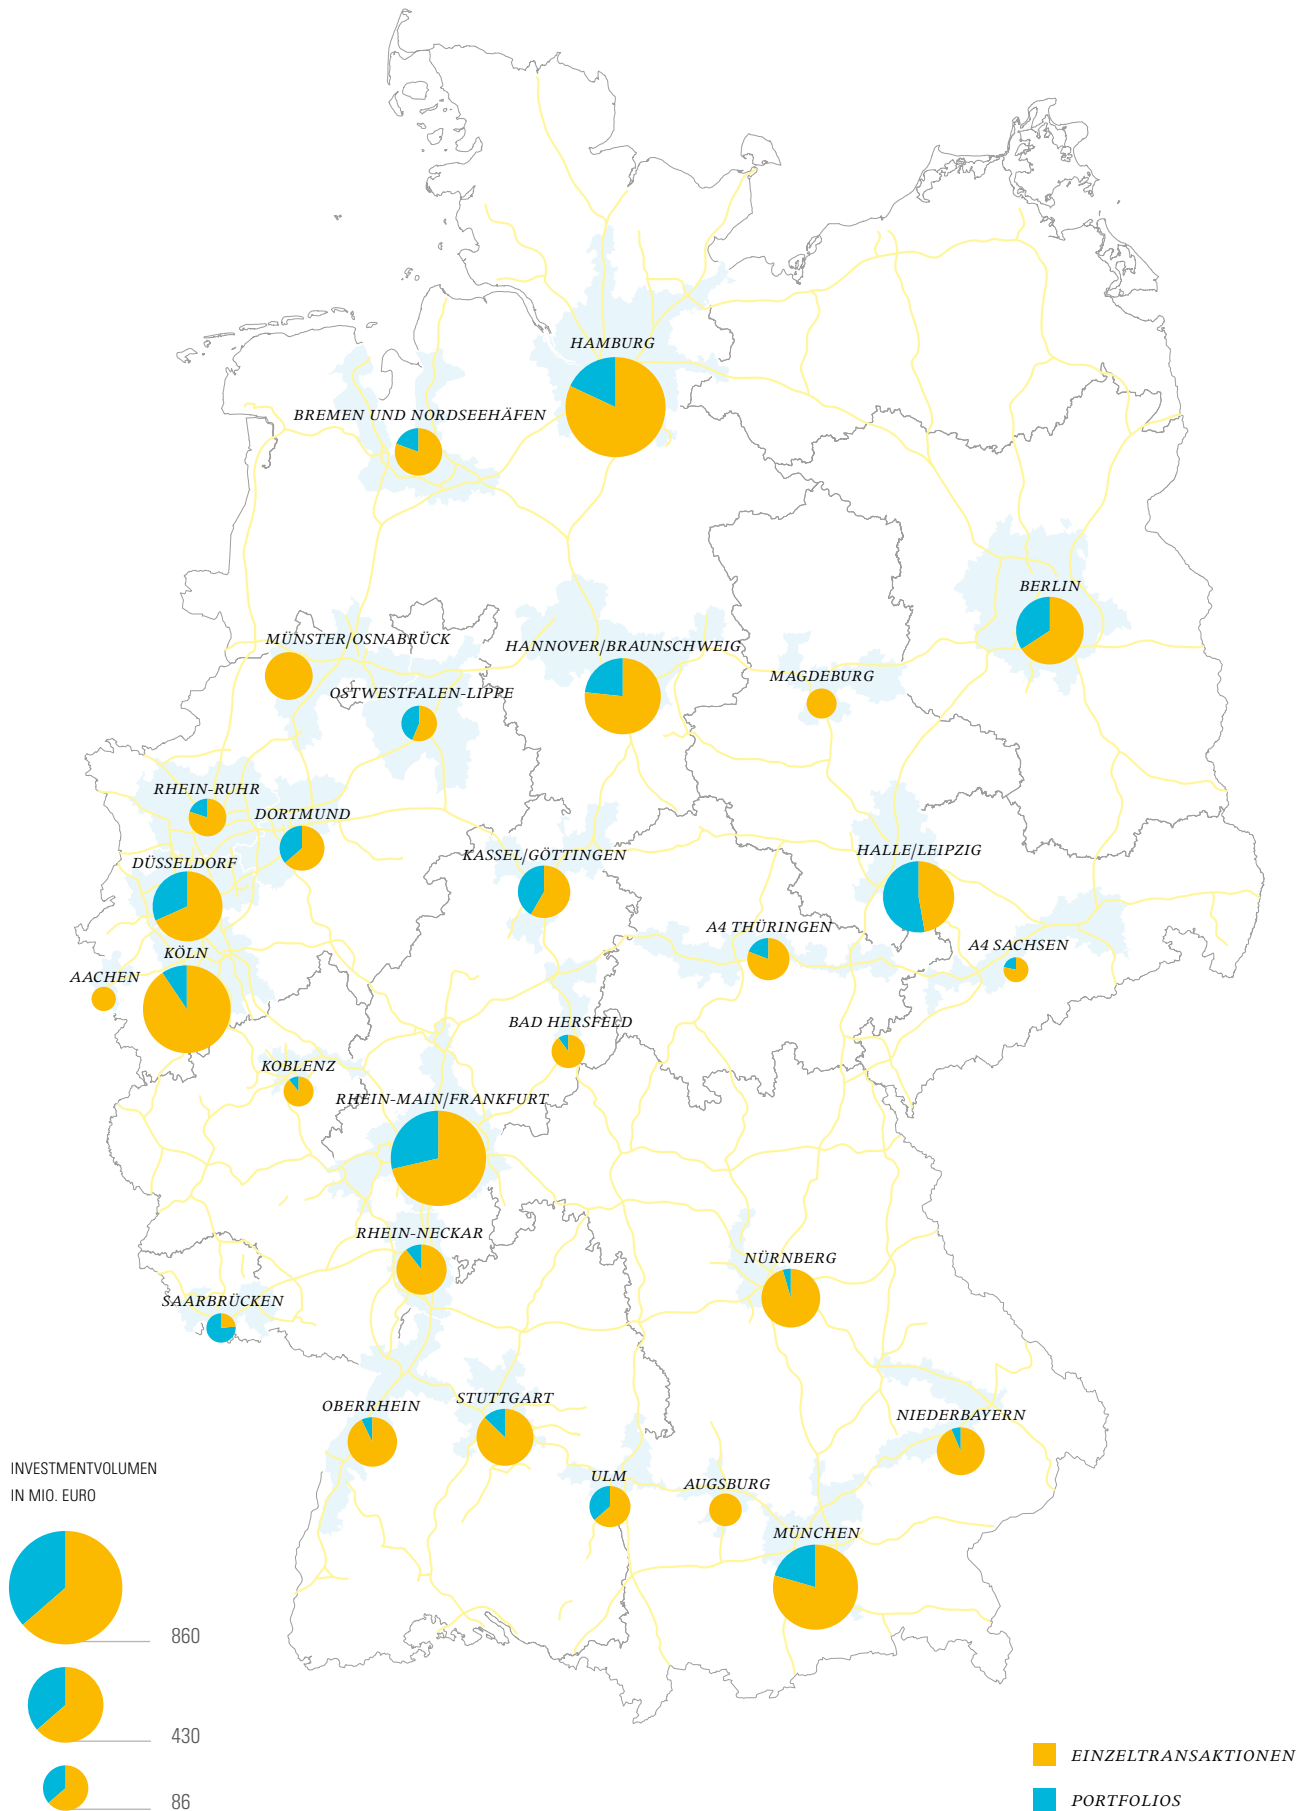 HAMBURG
BREMEN UND NORDSEEHÄFEN
BERLIN
MÜNSTER/OSNABRÜCK
HANNOVER/BRAUNSCHWEIG
MAGDEBURG
OSTWESTFALEN-LIPPE
RHEIN-RUHR
DORTMUND
DÜSSELDORF
KASSEL/GÖTTINGEN
HALLE/LEIPZIG
A4 THÜRINGEN
A4 SACHSEN
KÖLN
AACHEN
BAD HERSFELD
KOBLENZ
RHEIN-MAIN/FRANKFURT
RHEIN-NECKAR
NÜRNBERG
SAARBRÜCKEN
STUTTGART
OBERRHEIN
NIEDERBAYERN
ULM
AUGSBURG
MÜNCHEN
INVESTMENTVOLUMEN
IN MIO. EURO
860
430
86
EINZELTRANSAKTIONEN
PORTFOLIOS